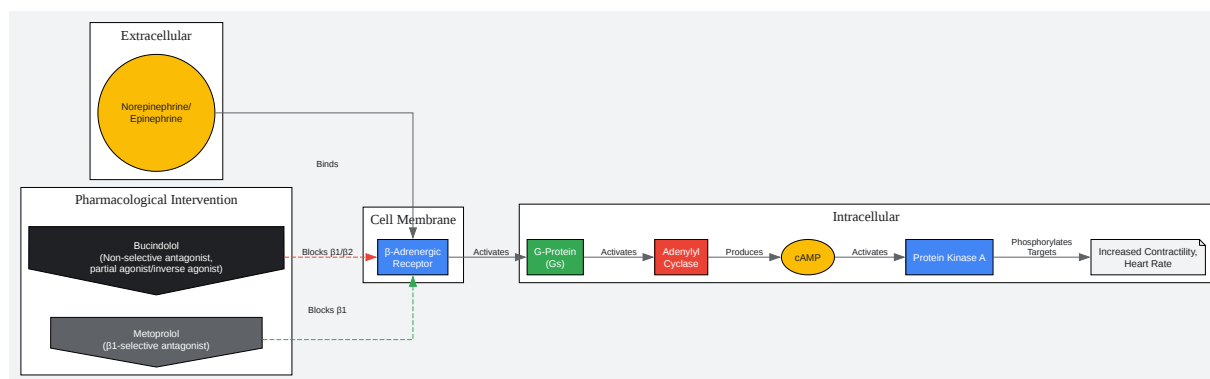 Extracellular
Norepinephrine/
Epinephrine
Binds
Pharmacological Intervention
Bucindolol
(Non-selective antagonist,
partial agonist/inverse agonist)
Blocks β1/β2
Metoprolol
(β1-selective antagonist)
Blocks β1
Cell Membrane
β-Adrenergic
Receptor
Activates
Intracellular
G-Protein
(Gs)
Activates
Adenylyl
Cyclase
Produces
cAMP
Activates
Protein Kinase A
Phosphorylates
Targets
Increased Contractility,
Heart Rate